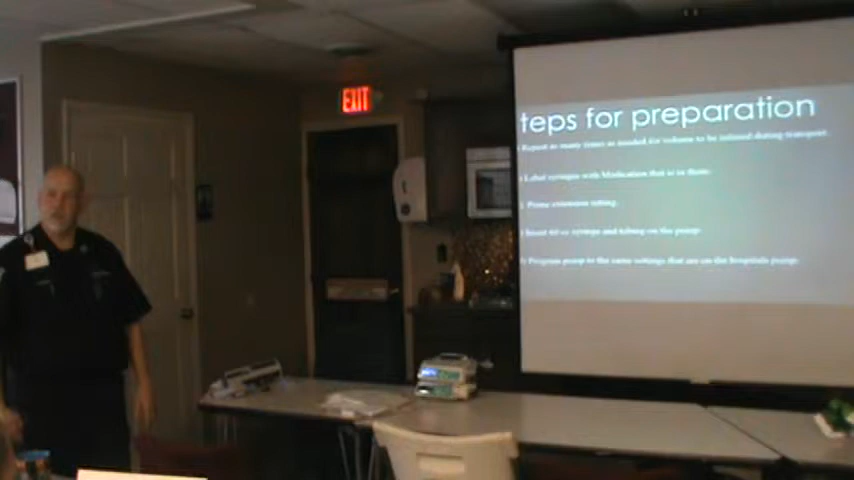 EXIT
teps for preparation
Repeat as many times as needed for volume to be infused during transport.
Label syringes with Medication that is in them.
Prime extension tubing.
Insert 60 cc syringe and tubing on the pump.
Program pump to the same settings that are on the hospitals pump.